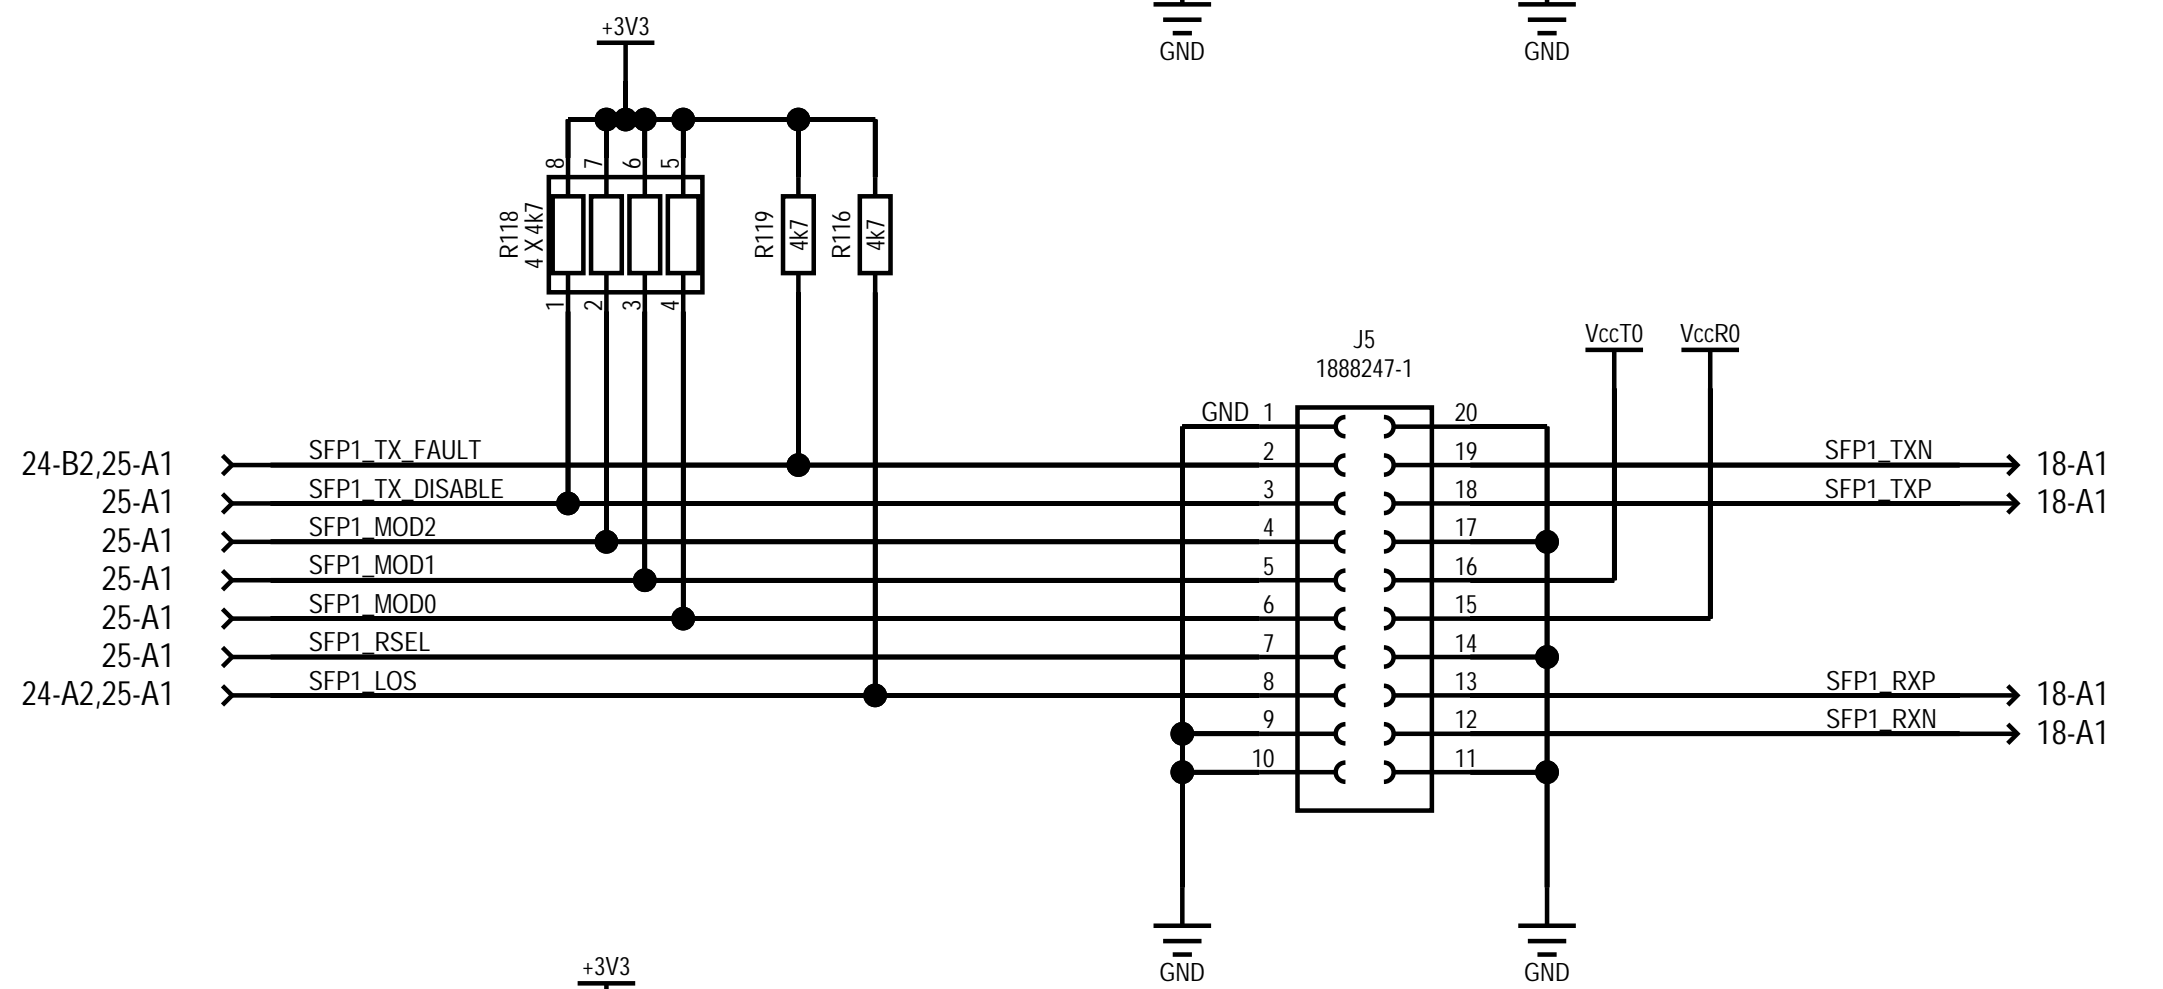 +3V3
GND
GND
8
7
6
5
R118
4 X 4k7
R119
4k7
R116
4k7
1
2
3
4
J5
1888247-1
VccT0
VccR0
GND 1
20
24-B2,25-A1
SFP1_TX_FAULT
2
19
SFP1_TXN
18-A1
25-A1
SFP1_TX_DISABLE
3
18
SFP1_TXP
18-A1
25-A1
SFP1_MOD2
4
17
25-A1
SFP1_MOD1
5
16
25-A1
SFP1_MOD0
6
15
25-A1
SFP1_RSEL
7
14
24-A2,25-A1
SFP1_LOS
8
13
SFP1_RXP
18-A1
9
12
SFP1_RXN
18-A1
10
11
GND
GND
+3V3